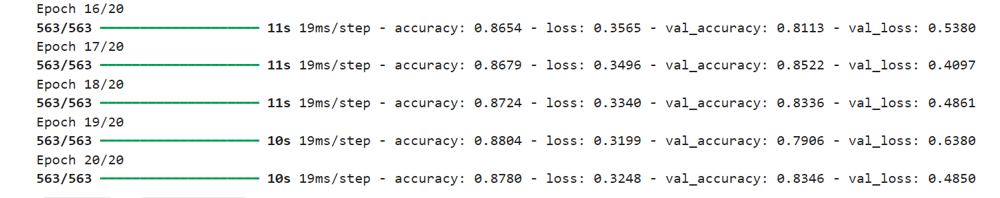 Epoch 16/20
563/563 ━━━━━━━━━━━━━━━━━━━━ 11s 19ms/step - accuracy: 0.8654 - loss: 0.3565 - val_accuracy: 0.8113 - val_loss: 0.5380
Epoch 17/20
563/563 ━━━━━━━━━━━━━━━━━━━━ 11s 19ms/step - accuracy: 0.8679 - loss: 0.3496 - val_accuracy: 0.8522 - val_loss: 0.4097
Epoch 18/20
563/563 ━━━━━━━━━━━━━━━━━━━━ 11s 19ms/step - accuracy: 0.8724 - loss: 0.3340 - val_accuracy: 0.8336 - val_loss: 0.4861
Epoch 19/20
563/563 ━━━━━━━━━━━━━━━━━━━━ 10s 19ms/step - accuracy: 0.8804 - loss: 0.3199 - val_accuracy: 0.7906 - val_loss: 0.6380
Epoch 20/20
563/563 ━━━━━━━━━━━━━━━━━━━━ 10s 19ms/step - accuracy: 0.8780 - loss: 0.3248 - val_accuracy: 0.8346 - val_loss: 0.4850